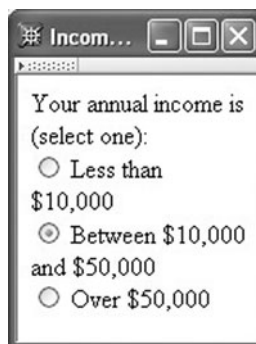 Incom...
Your annual income is
(select one):
Less than
$10,000
Between $10,000
and $50,000
Over $50,000